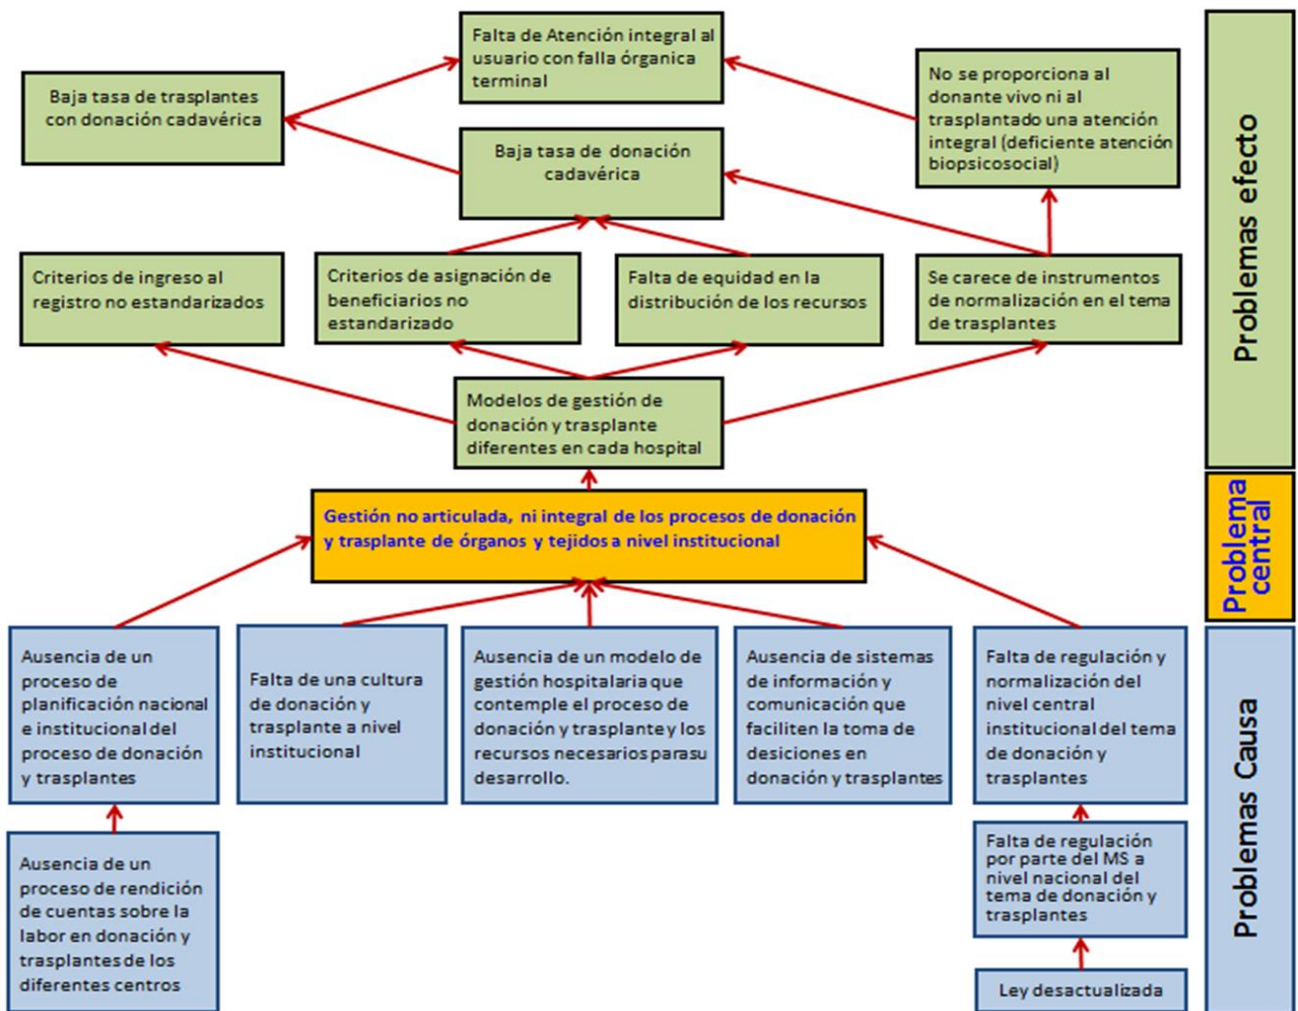 Falta de Atención integral al
usuario con falla órganica
terminal
Baja tasa de trasplantes
con donación cadavérica
No se proporciona al
donante vivo ni al
trasplantado una atención
integral (deficiente atención
biopsicosocial)
Baja tasa de donación
cadavérica
Criterios de ingreso al
registro no estandarizados
Criterios de asignación de
beneficiarios no
estandarizado
Falta de equidad en la
distribución de los recursos
Se carece de instrumentos
de normalización en el tema
de trasplantes
Modelos de gestión de
donación y trasplante
diferentes en cada hospital
Problemas efecto
Gestión no articulada, ni integral de los procesos de donación
y trasplante de órganos y tejidos a nivel institucional
Problema
central
Ausencia de un
proceso de
planificación nacional
e institucional del
proceso de donación
y trasplantes
Falta de una cultura
de donación y
trasplante a nivel
institucional
Ausencia de un modelo de
gestión hospitalaria que
contemple el proceso de
donación y trasplante y los
recursos necesarios parasu
desarrollo.
Ausencia de sistemas
de información y
comunicación que
faciliten la toma de
desiciones en
donación y trasplantes
Falta de regulación y
normalización del
nivel central
institucional del tema
de donación y
trasplantes
Ausencia de un
proceso de rendición
de cuentas sobre la
labor en donación y
trasplantes de los
diferentes centros
Falta de regulación
por parte del MS a
nivel nacional del
tema de donación y
trasplantes
Ley desactualizada
Problemas Causa